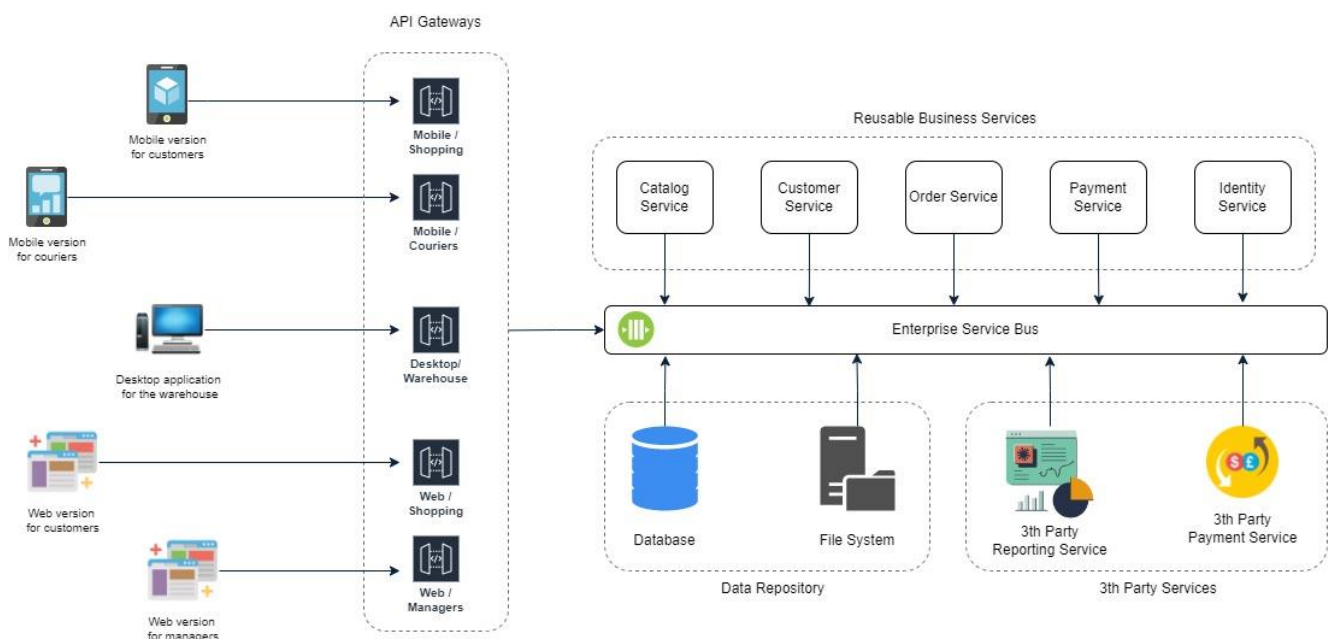 API Gateways
Mobile version
for customers
Mobile /
Shopping
Mobile version
for couriers
Mobile /
Couriers
Desktop application
for the warehouse
Desktop/
Warehouse
Web version
for customers
Web /
Shopping
Web version
for managers
Web /
Managers
Reusable Business Services
Catalog
Service
Customer
Service
Order Service
Payment
Service
Identity
Service
Enterprise Service Bus
Database
File System
Data Repository
3th Party
Reporting Service
$ £
3th Party
Payment Service
3th Party Services